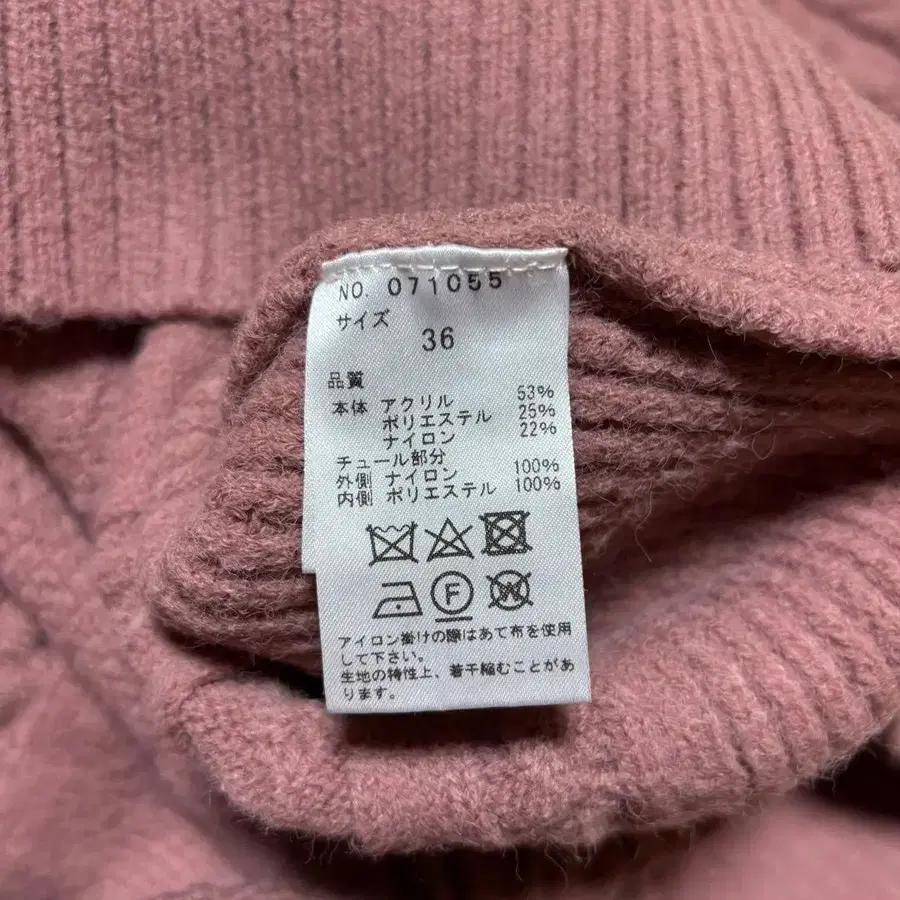 NO. 071055
サイズ
36
品質
本体 アクリル 53%
ポリエステル 25%
ナイロン 22%
チュール部分
外側 ナイロン 100%
内側 ポリエステル 100%
F W
アイロン掛けの際はあて布を使用
して下さい。
生地の特性上、若干縮むことがあ
ります。